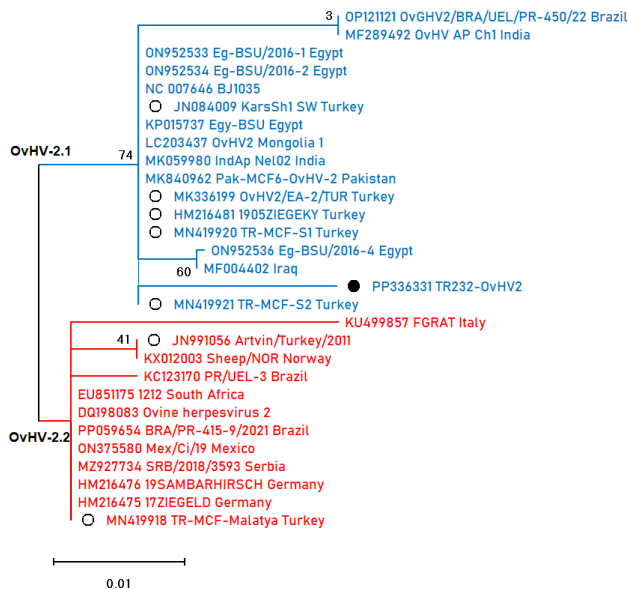 3
OP121121 OvGHV2/BRA/UEL/PR-450/22 Brazil
MF289492 OvHV AP Ch1 India
ON952533 Eg-BSU/2016-1 Egypt
ON952534 Eg-BSU/2016-2 Egypt
NC 007646 BJ1035
JN084009 KarsSh1 SW Turkey
KP015737 Egy-BSU Egypt
LC203437 OvHV2 Mongolia 1
OvHV-2.1
74
MK059980 IndAp Nel02 India
MK840962 Pak-MCF6-OvHV-2 Pakistan
MK336199 OvHV2/EA-2/TUR Turkey
HM216481 1905ZIEGEKY Turkey
MN419920 TR-MCF-S1 Turkey
ON952536 Eg-BSU/2016-4 Egypt
60
MF004402 Iraq
PP336331 TR232-OvHV2
MN419921 TR-MCF-S2 Turkey
KU499857 FGRAT Italy
41
JN991056 Artvin/Turkey/2011
KX012003 Sheep/NOR Norway
KC123170 PR/UEL-3 Brazil
EU851175 1212 South Africa
DQ198083 Ovine herpesvirus 2
PP059654 BRA/PR-415-9/2021 Brazil
OvHV-2.2
ON375580 Mex/Ci/19 Mexico
MZ927734 SRB/2018/3593 Serbia
HM216476 19SAMBARHIRSCH Germany
HM216475 17ZIEGELD Germany
MN419918 TR-MCF-Malatya Turkey
0.01